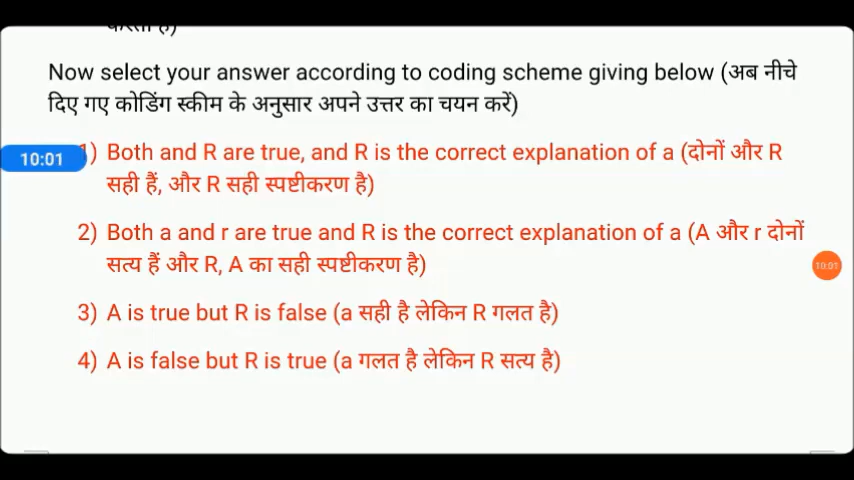 करता है)
Now select your answer according to coding scheme giving below (अब नीचे
दिए गए कोडिंग स्कीम के अनुसार अपने उत्तर का चयन करें)
10:01
1) Both and R are true, and R is the correct explanation of a (दोनों और R
सही हैं, और R सही स्पष्टीकरण है)
2) Both a and r are true and R is the correct explanation of a (A और r दोनों
सत्य हैं और R, A का सही स्पष्टीकरण है)
10:01
3) A is true but R is false (a सही है लेकिन R गलत है)
4) A is false but R is true (a गलत है लेकिन R सत्य है)